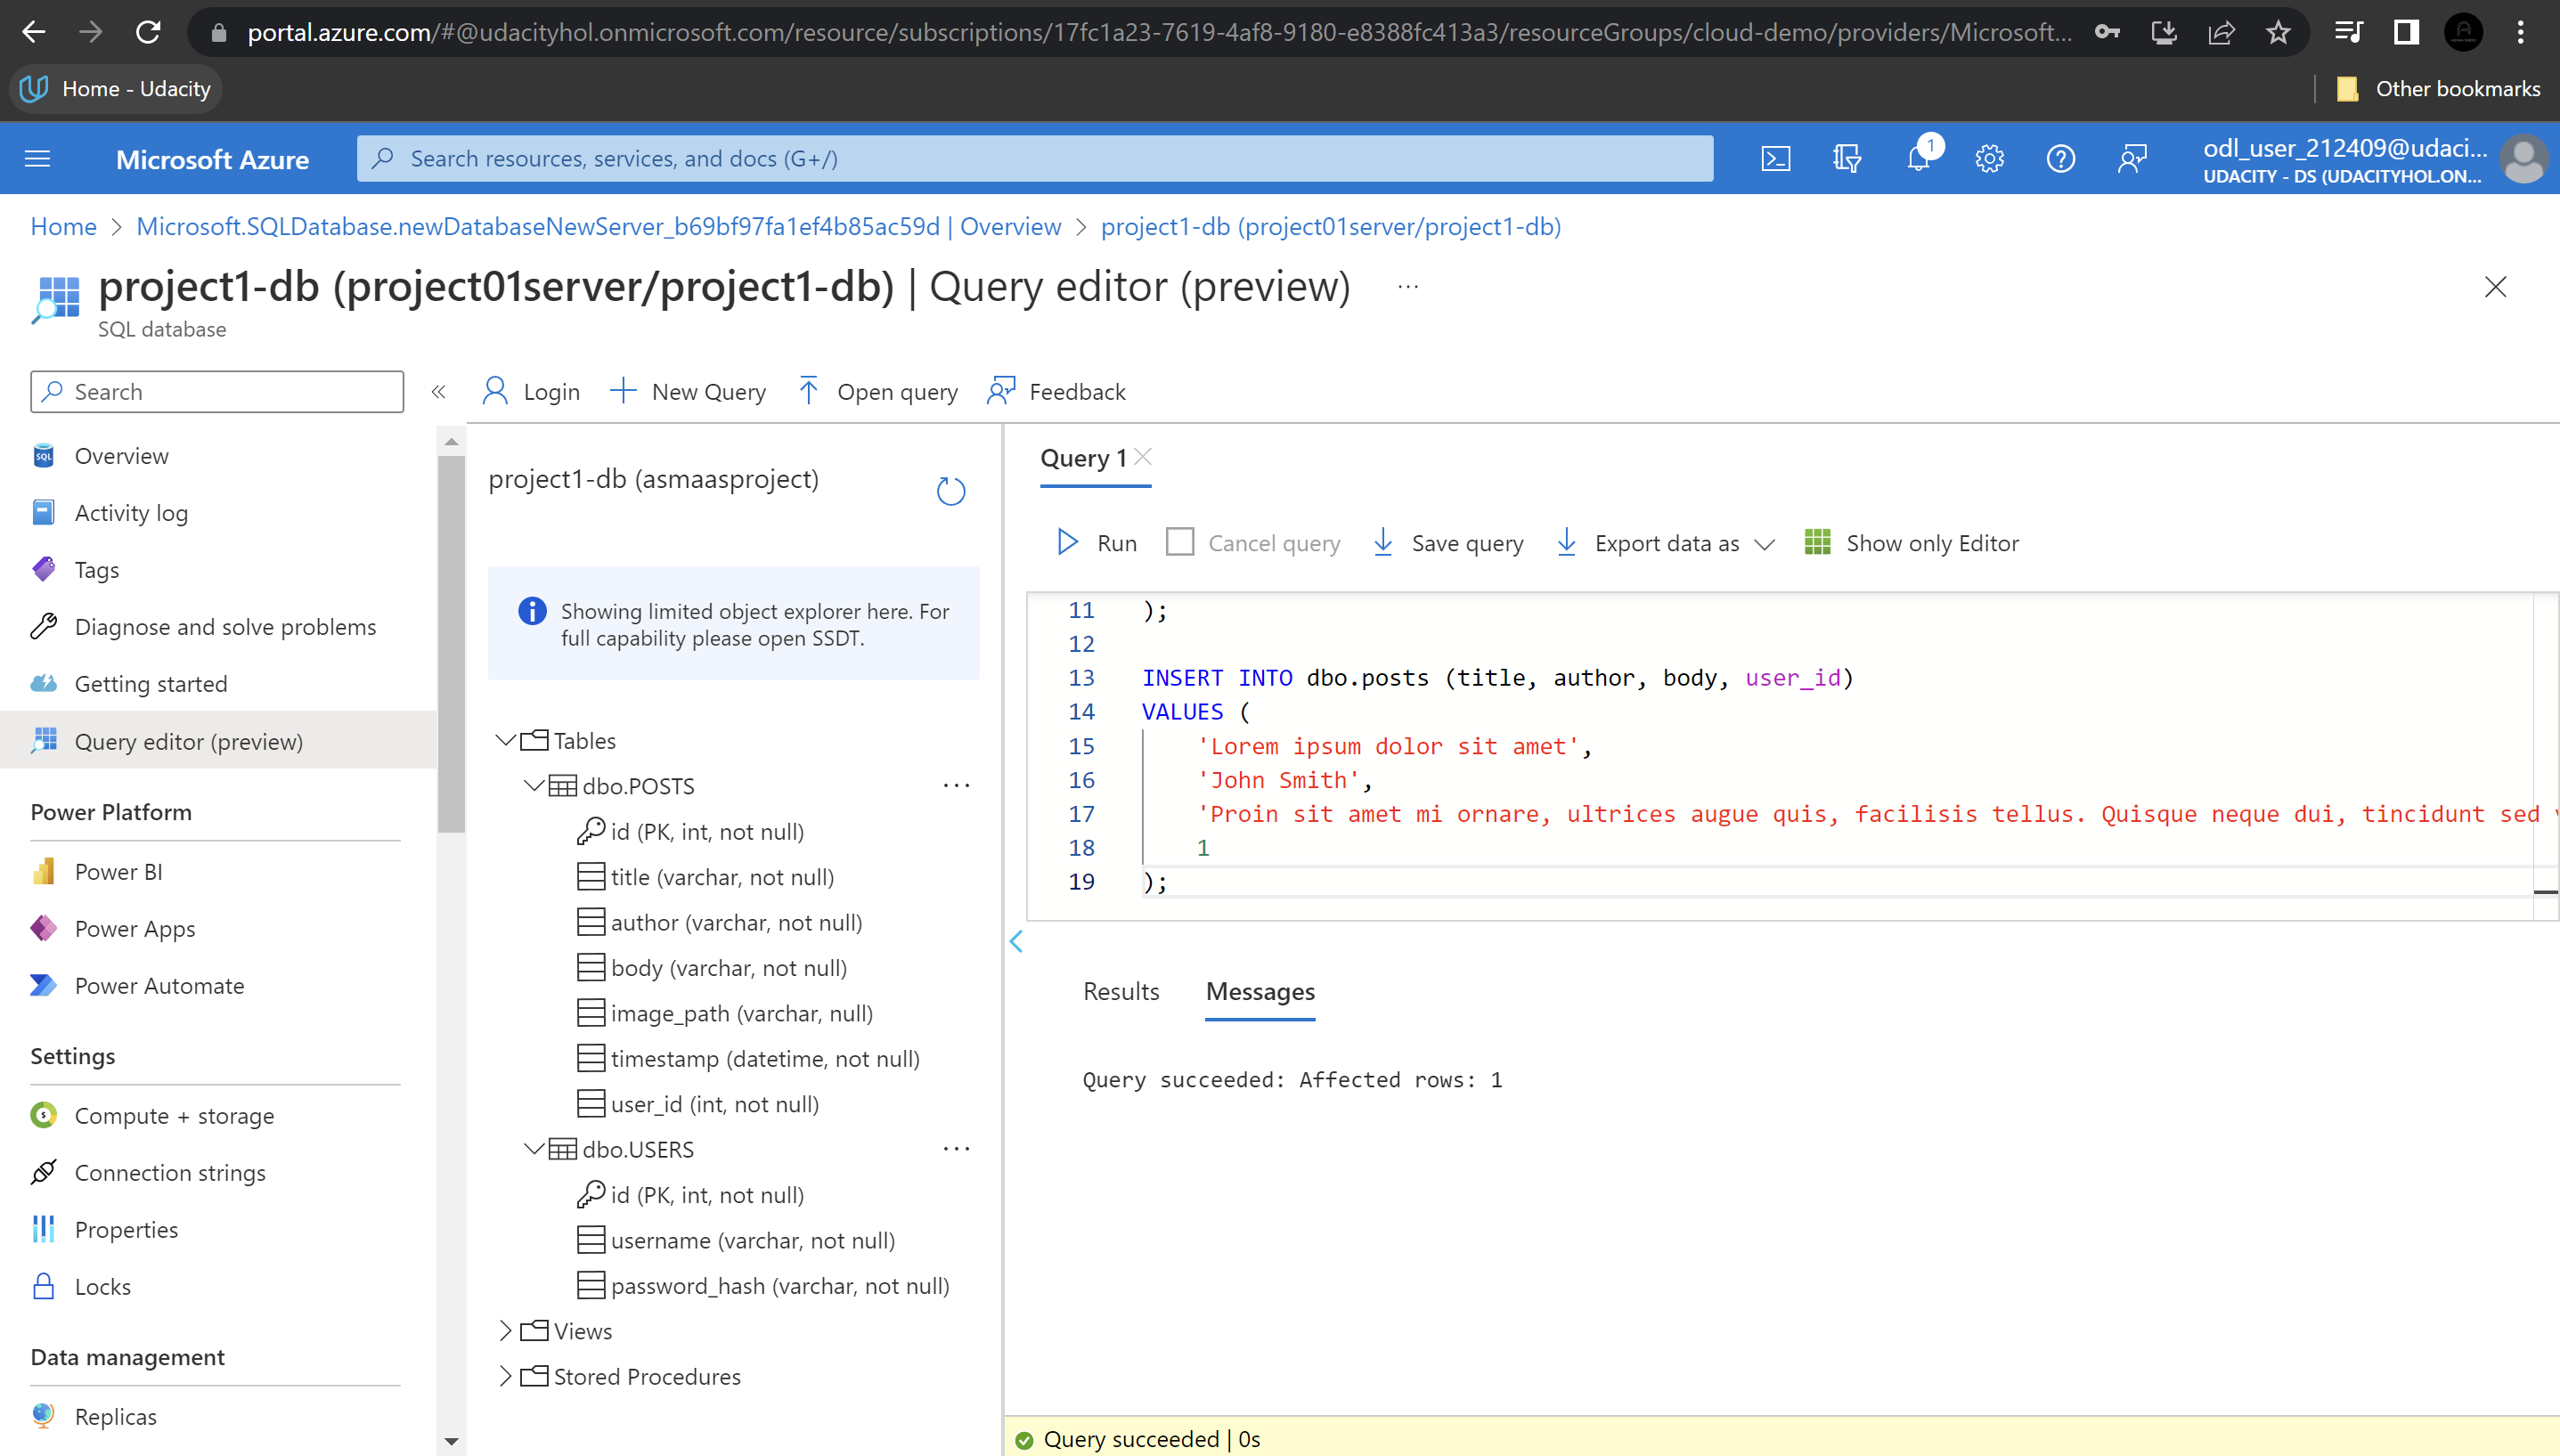 portal.azure.com/#@udacityhol.onmicrosoft.com/resource/subscriptions/17fc1a23-7619-4af8-9180-e8388fc413a3/resourceGroups/cloud-demo/providers/Microsoft...
Home - Udacity
Other bookmarks
Microsoft Azure
Search resources, services, and docs (G+/)
1
odl_user_212409@udaci...
UDACITY - DS (UDACITYHOL.ON...
Home > Microsoft.SQLDatabase.newDatabaseNewServer_b69bf97fa1ef4b85ac59d | Overview > project1-db (project01server/project1-db)
project1-db (project01server/project1-db) | Query editor (preview) ...
SQL database
Search
«
Login
New Query
Open query
Feedback
Overview
Activity log
Tags
Diagnose and solve problems
Getting started
Query editor (preview)
Power Platform
Power BI
Power Apps
Power Automate
Settings
Compute + storage
Connection strings
Properties
Locks
Data management
Replicas
project1-db (asmaasproject)
Showing limited object explorer here. For
full capability please open SSDT.
Tables
dbo.POSTS ...
id (PK, int, not null)
title (varchar, not null)
author (varchar, not null)
body (varchar, not null)
image_path (varchar, null)
timestamp (datetime, not null)
user_id (int, not null)
dbo.USERS ...
id (PK, int, not null)
username (varchar, not null)
password_hash (varchar, not null)
Views
Stored Procedures
Query 1
Run
Cancel query
Save query
Export data as
Show only Editor
11 );
12
13 INSERT INTO dbo.posts (title, author, body, user_id)
14 VALUES (
15 'Lorem ipsum dolor sit amet',
16 'John Smith',
17 'Proin sit amet mi ornare, ultrices augue quis, facilisis tellus. Quisque neque dui, tincidunt sed
18 1
19 );
Results
Messages
Query succeeded: Affected rows: 1
Query succeeded | 0s